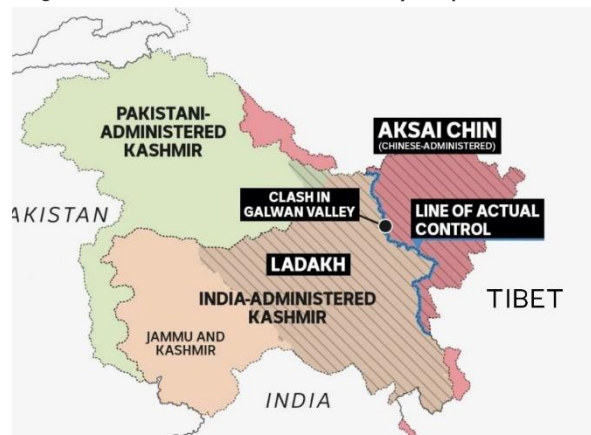 PAKISTANI-
ADMINISTERED
KASHMIR
AKSAI CHIN
(CHINESE-ADMINISTERED)
CLASH IN
GALWAN VALLEY
LINE OF ACTUAL
CONTROL
AKISTAN
LADAKH
INDIA-ADMINISTERED
KASHMIR
TIBET
JAMMU AND
KASHMIR
INDIA